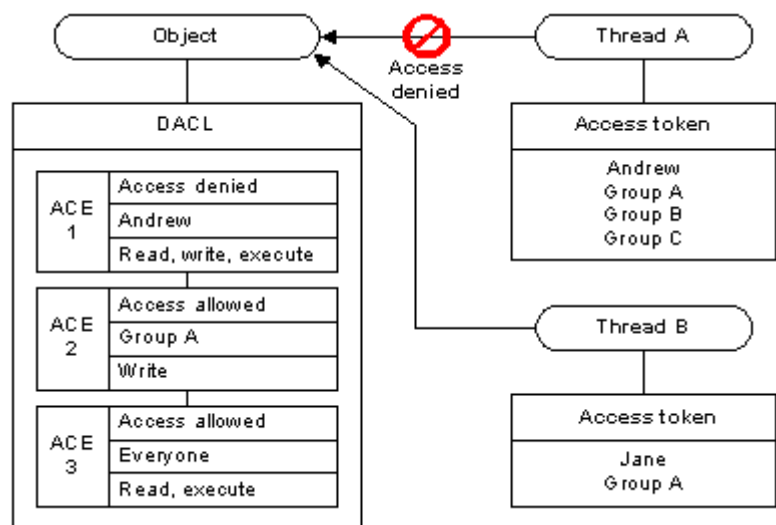 Object
Access
denied
Thread A
DACL
ACE
1
Access denied
Andrew
Read, write, execute
ACE
2
Access allowed
Group A
Write
ACE
3
Access allowed
Everyone
Read, execute
Access token
Andrew
Group A
Group B
Group C
Thread B
Access token
Jane
Group A